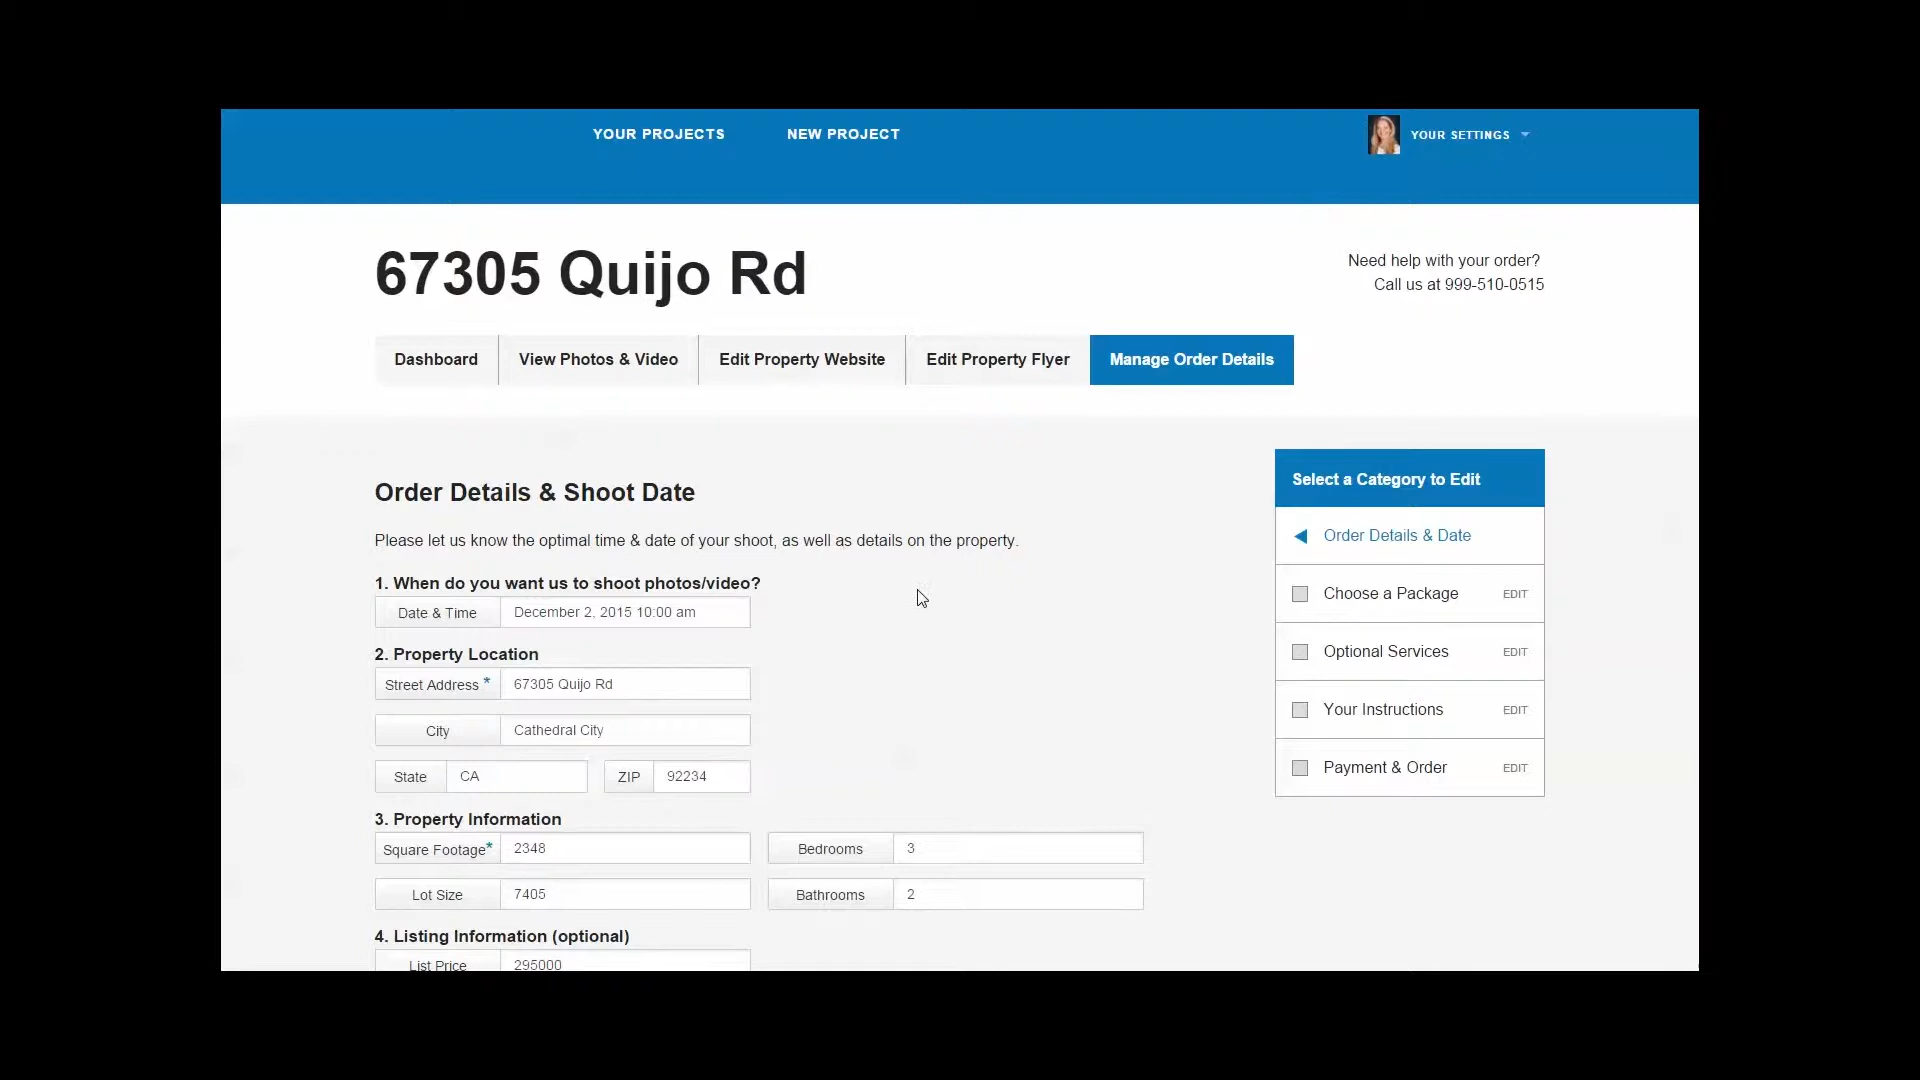 YOUR PROJECTS NEW PROJECT YOUR SETTINGS
67305 Quijo Rd
Need help with your order?
Call us at 999-510-0515
Dashboard View Photos & Video Edit Property Website Edit Property Flyer Manage Order Details
Order Details & Shoot Date
Please let us know the optimal time & date of your shoot, as well as details on the property.
1. When do you want us to shoot photos/video?
Date & Time December 2, 2015 10:00 am
2. Property Location
Street Address * 67305 Quijo Rd
City Cathedral City
State CA ZIP 92234
3. Property Information
Square Footage* 2348 Bedrooms 3
Lot Size 7405 Bathrooms 2
4. Listing Information (optional)
List Price 295000
Select a Category to Edit
Order Details & Date
Choose a Package EDIT
Optional Services EDIT
Your Instructions EDIT
Payment & Order EDIT